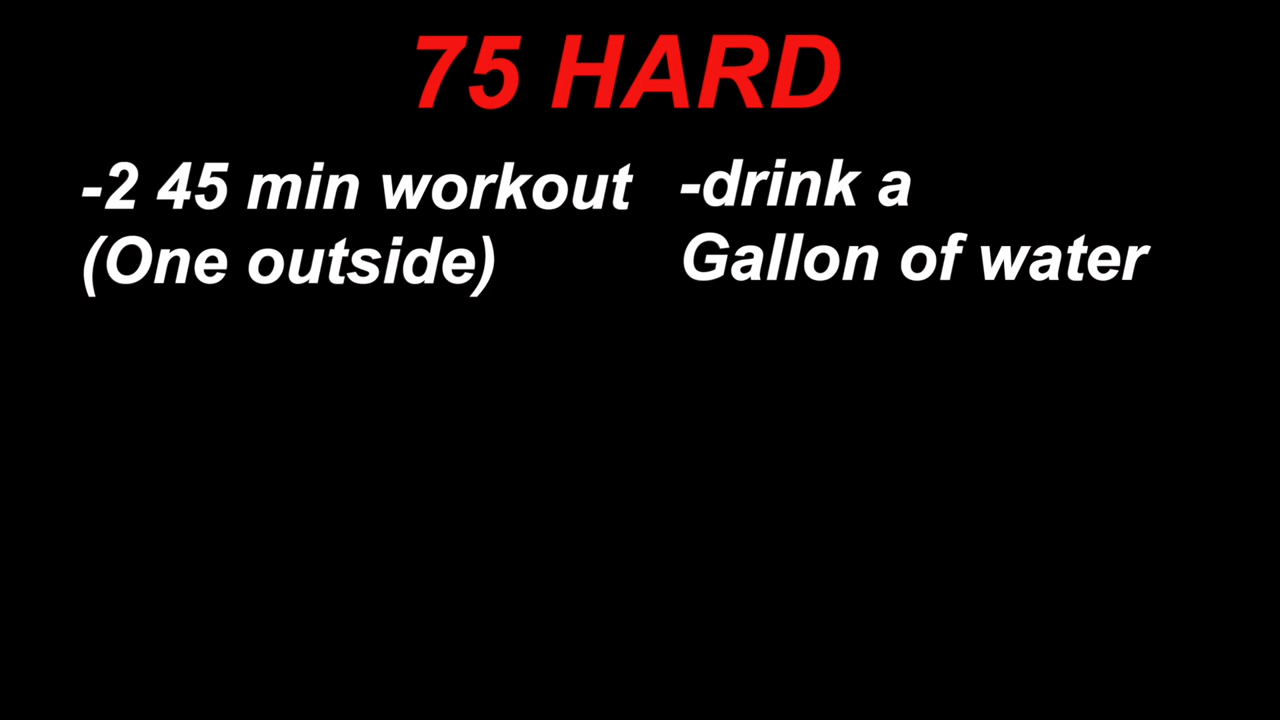 75 HARD
-2 45 min workout
(One outside)
-drink a
Gallon of water